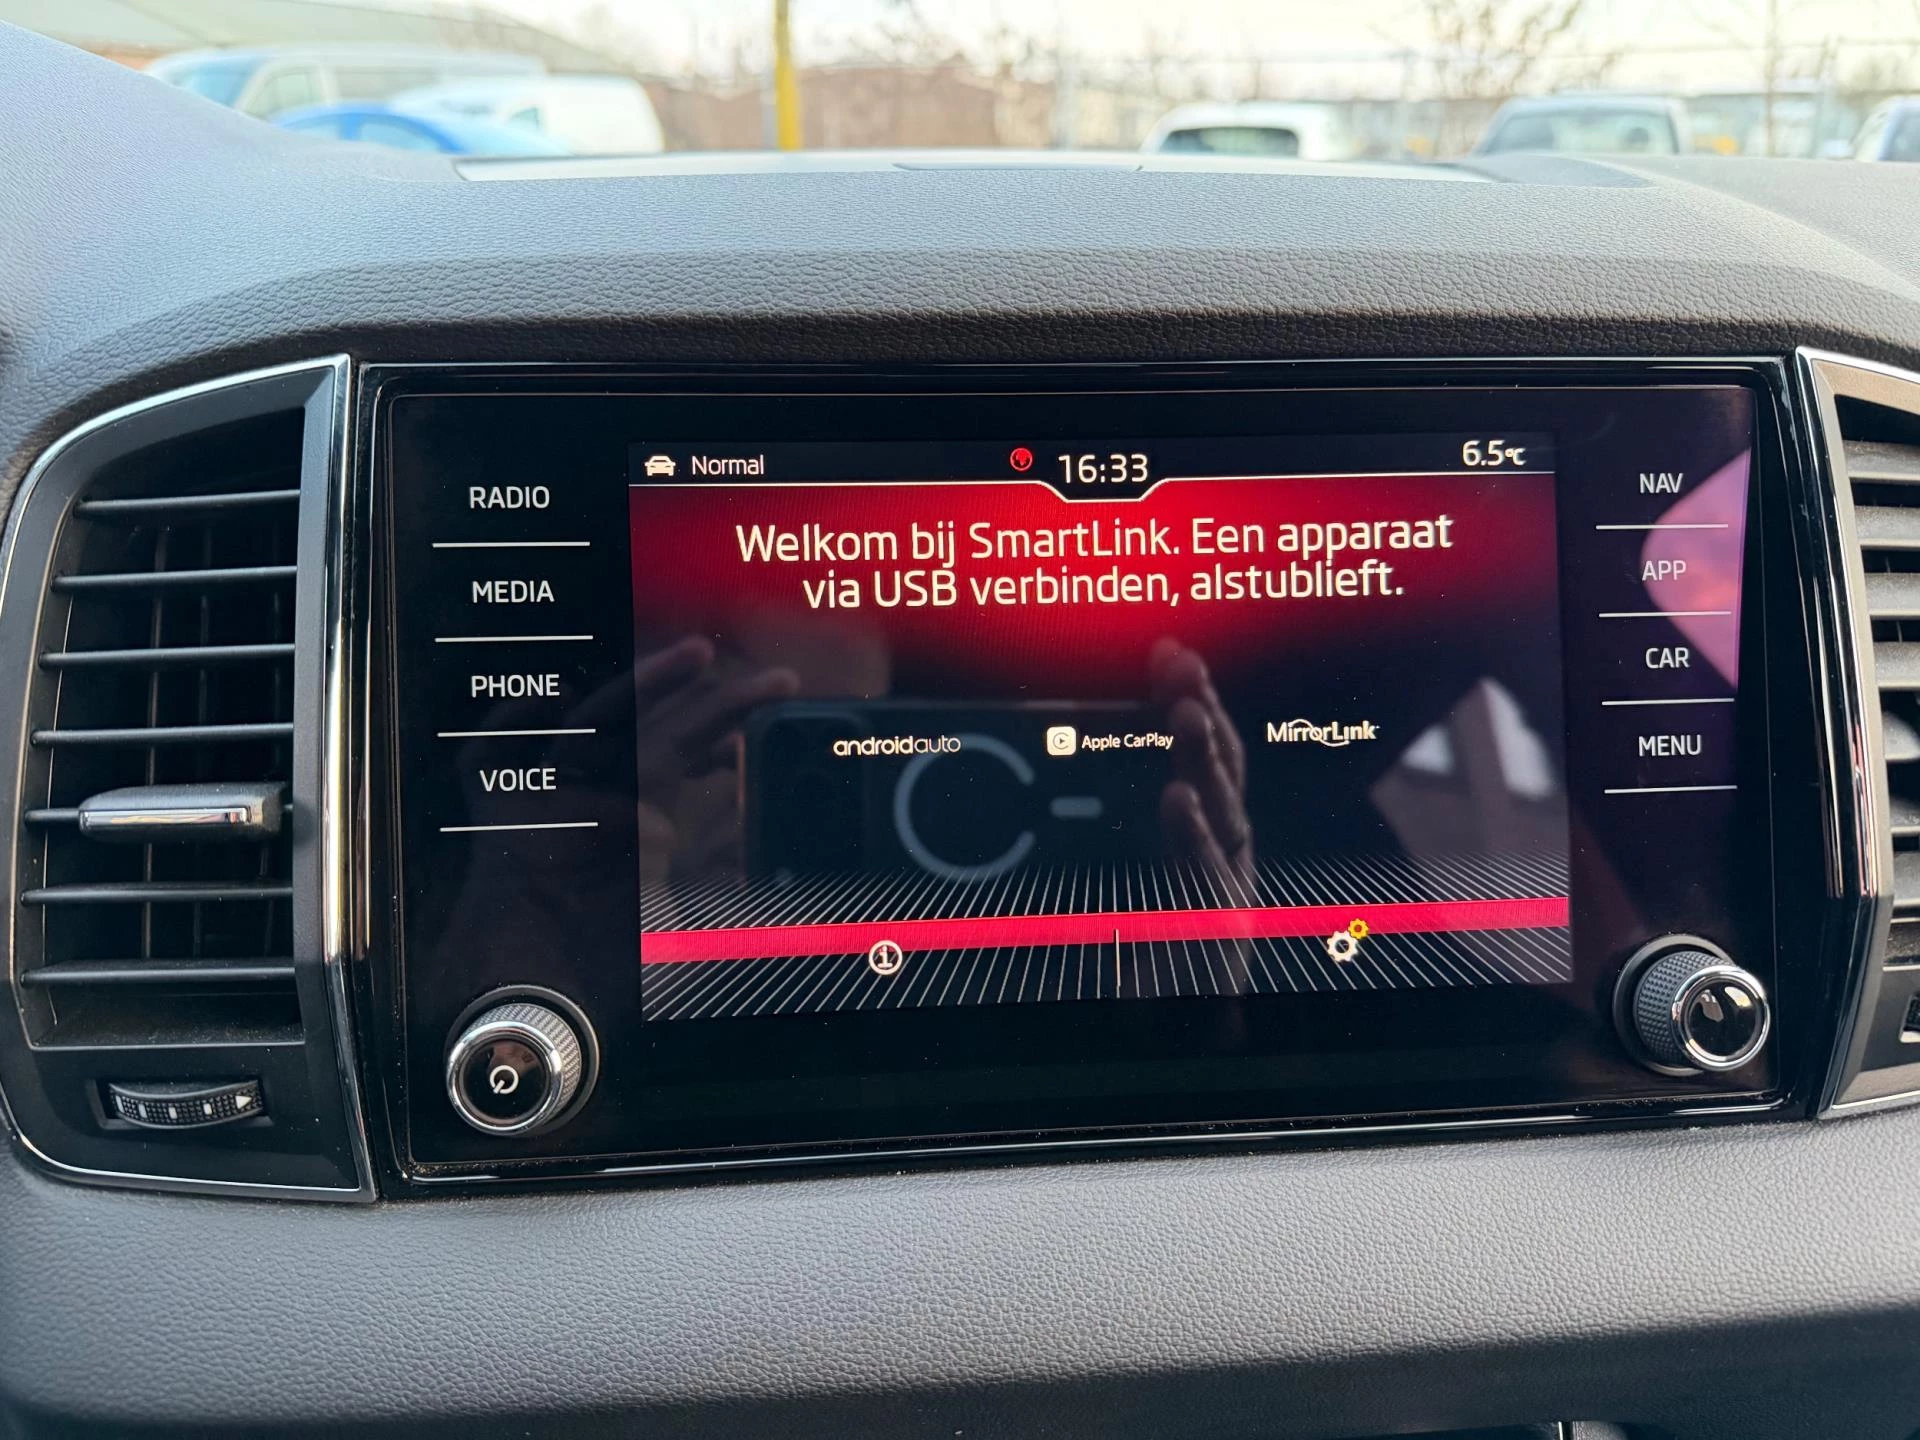 Normal
16:33
6.5°C
RADIO
MEDIA
PHONE
VOICE
Welkom bij SmartLink. Een apparaat
via USB verbinden, alstublieft.
androidauto
Apple CarPlay
MirrorLink™
NAV
APP
CAR
MENU